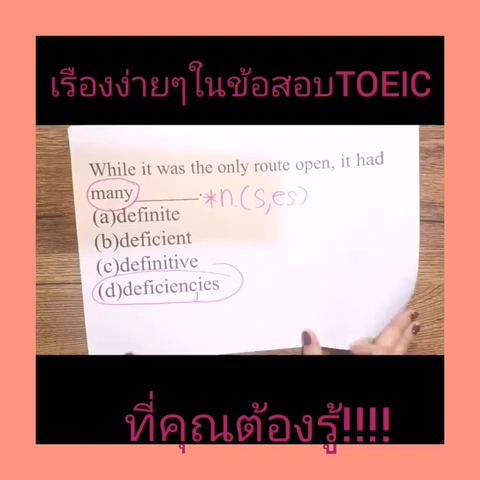 เรืองง่ายๆในข้อสอบTOEIC
While it was the only route open, it had
many_______. *n.(s,es)
(a)definite
(b)deficient
(c)definitive
(d)deficiencies
ที่คุณต้องรู้!!!!